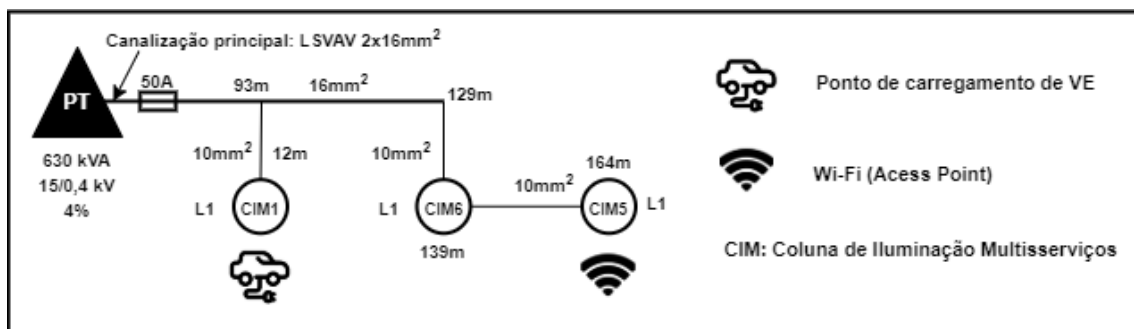 Canalização principal: LSVAV 2x16mm²
50A
93m
16mm²
129m
PT
630 kVA
15/0,4 kV
4%
10mm²
12m
10mm²
164m
10mm²
L1
CIM1
L1
CIM6
CIM5
L1
139m
Ponto de carregamento de VE
Wi-Fi (Acess Point)
CIM: Coluna de Iluminação Multisserviços